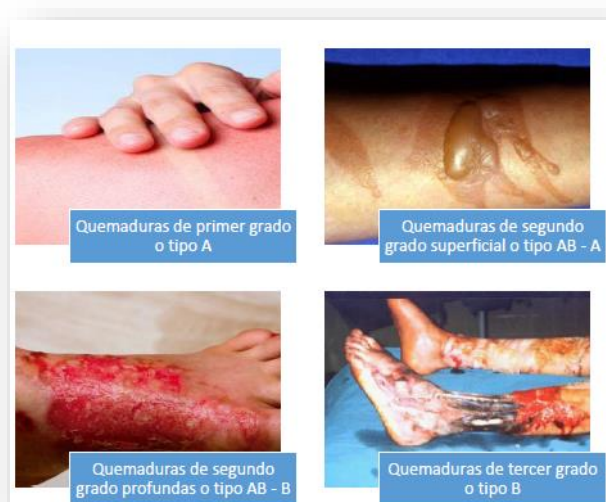 Quemaduras de primer grado
o tipo A
Quemaduras de segundo
grado superficial o tipo AB - A
Quemaduras de segundo
grado profundas o tipo AB - B
Quemaduras de tercer grado
o tipo B